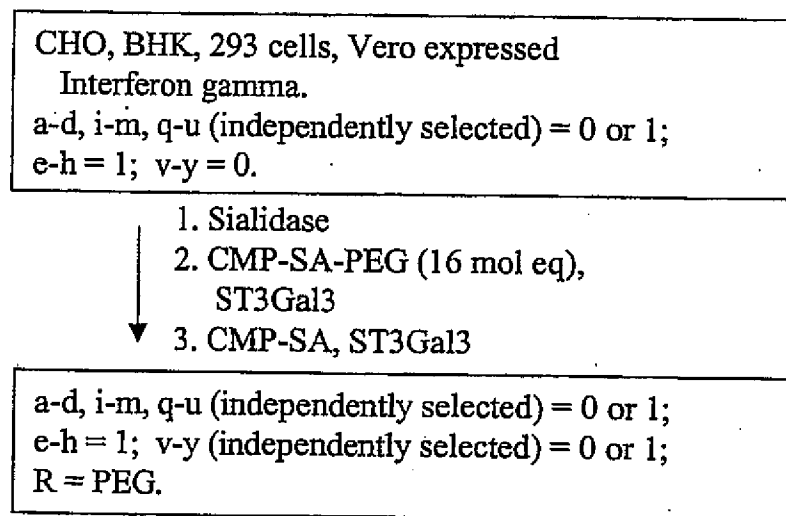 CHO, BHK, 293 cells, Vero expressed
Interferon gamma.
a-d, i-m, q-u (independently selected) = 0 or 1;
e-h = 1; v-y = 0.
1. Sialidase
2. CMP-SA-PEG (16 mol eq),
ST3Gal3
3. CMP-SA, ST3Gal3
a-d, i-m, q-u (independently selected) = 0 or 1;
e-h = 1; v-y (independently selected) = 0 or 1;
R = PEG.